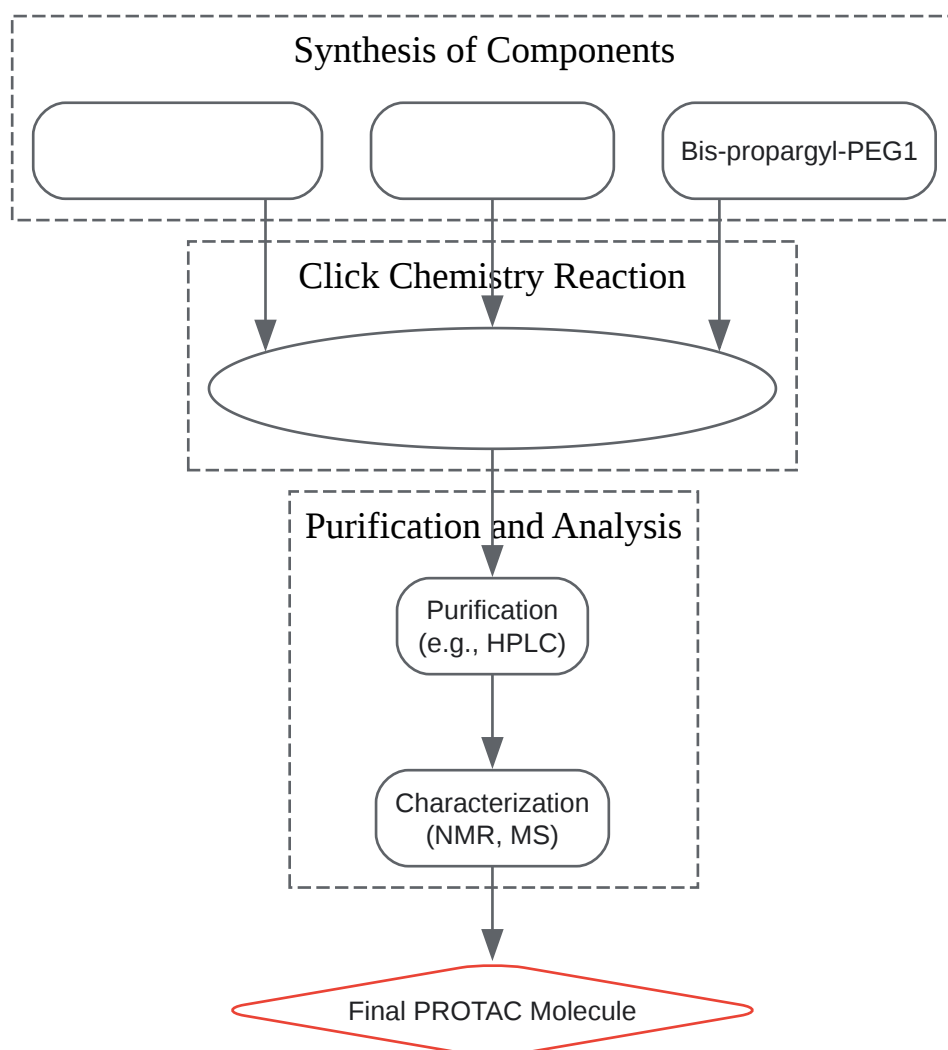 Synthesis of Components
Bis-propargyl-PEG1
Click Chemistry Reaction
Purification and Analysis
Purification
(e.g., HPLC)
Characterization
(NMR, MS)
Final PROTAC Molecule